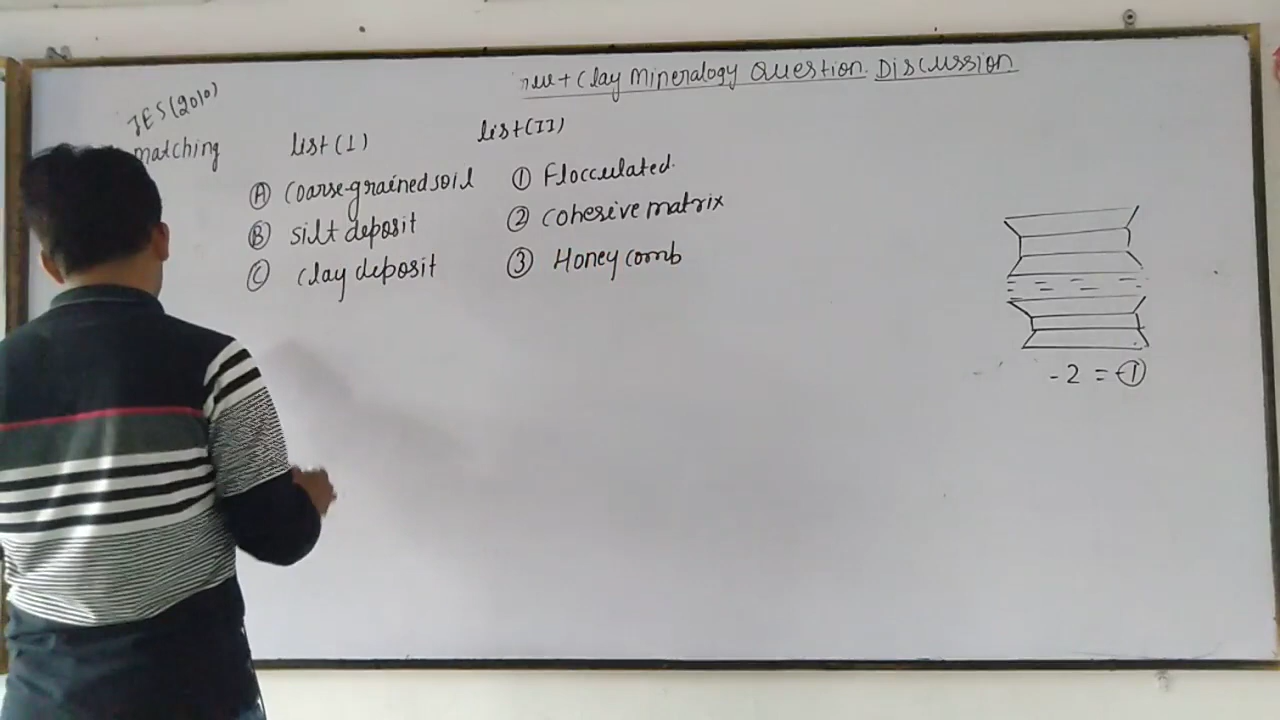 Clay Mineralogy Question Discussion
IES(2010)
matching list(I) list(II)
Ⓐ Coarse-grained soil ① Flocculated
Ⓑ silt deposit ② Cohesive matrix
Ⓒ clay deposit ③ Honey comb
-2 = -①